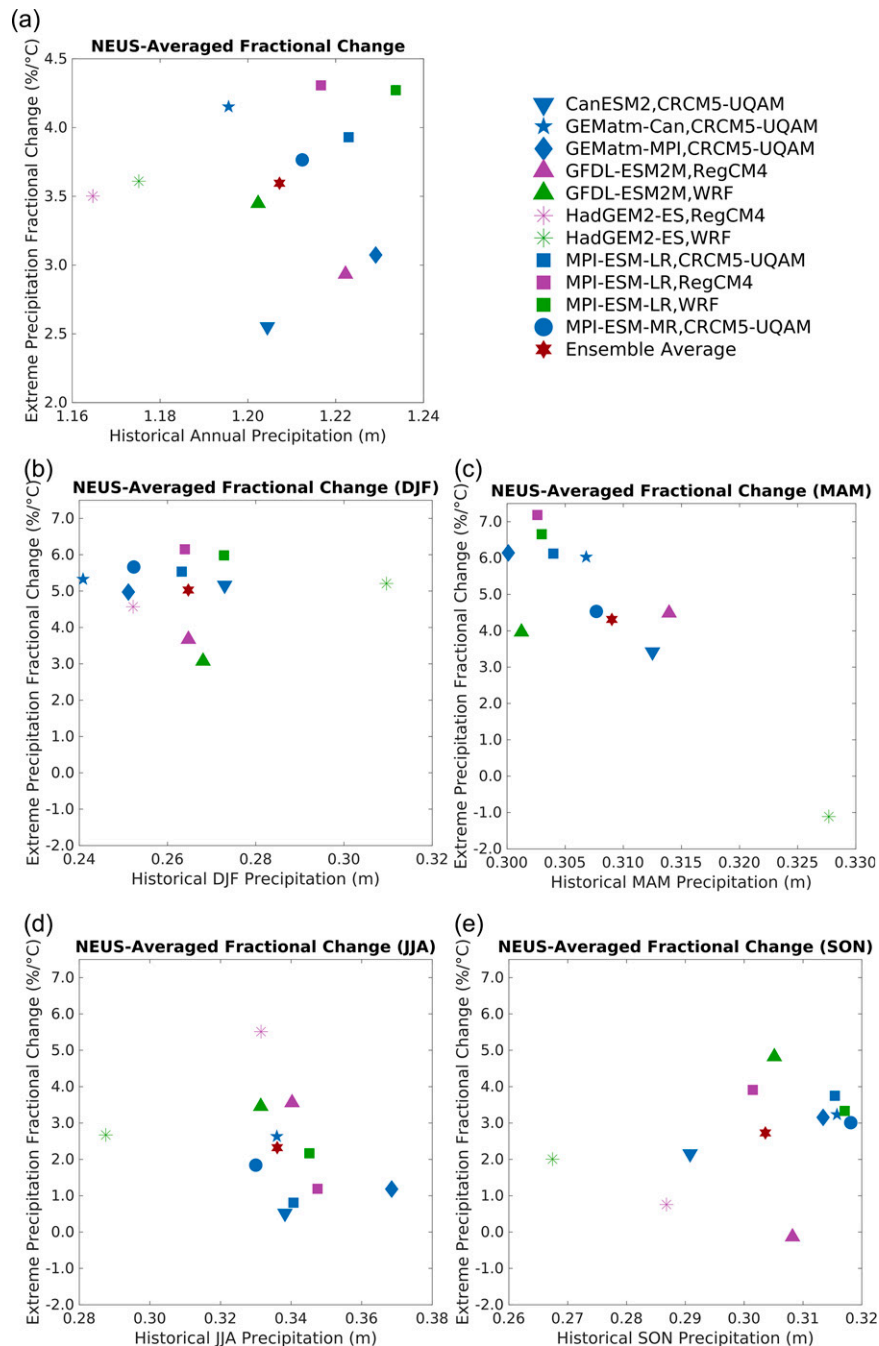 (a)
NEUS-Averaged Fractional Change
Extreme Precipitation Fractional Change (%/°C)
4.5
4.0
3.5
3.0
2.5
2.0
1.16 1.18 1.20 1.22 1.24
Historical Annual Precipitation (m)
CanESM2,CRCM5-UQAM
GEMatm-Can,CRCM5-UQAM
GEMatm-MPI,CRCM5-UQAM
GFDL-ESM2M,RegCM4
GFDL-ESM2M,WRF
HadGEM2-ES,RegCM4
HadGEM2-ES,WRF
MPI-ESM-LR,CRCM5-UQAM
MPI-ESM-LR,RegCM4
MPI-ESM-LR,WRF
MPI-ESM-MR,CRCM5-UQAM
Ensemble Average
(b)
NEUS-Averaged Fractional Change (DJF)
Extreme Precipitation Fractional Change (%/°C)
7.0
6.0
5.0
4.0
3.0
2.0
1.0
0.0
-1.0
-2.0
0.24 0.26 0.28 0.30 0.32
Historical DJF Precipitation (m)
(c)
NEUS-Averaged Fractional Change (MAM)
Extreme Precipitation Fractional Change (%/°C)
7.0
6.0
5.0
4.0
3.0
2.0
1.0
0.0
-1.0
-2.0
0.300 0.305 0.310 0.315 0.320 0.325 0.330
Historical MAM Precipitation (m)
(d)
NEUS-Averaged Fractional Change (JJA)
Extreme Precipitation Fractional Change (%/°C)
7.0
6.0
5.0
4.0
3.0
2.0
1.0
0.0
-1.0
-2.0
0.28 0.30 0.32 0.34 0.36 0.38
Historical JJA Precipitation (m)
(e)
NEUS-Averaged Fractional Change (SON)
Extreme Precipitation Fractional Change (%/°C)
7.0
6.0
5.0
4.0
3.0
2.0
1.0
0.0
-1.0
-2.0
0.26 0.27 0.28 0.29 0.30 0.31 0.32
Historical SON Precipitation (m)